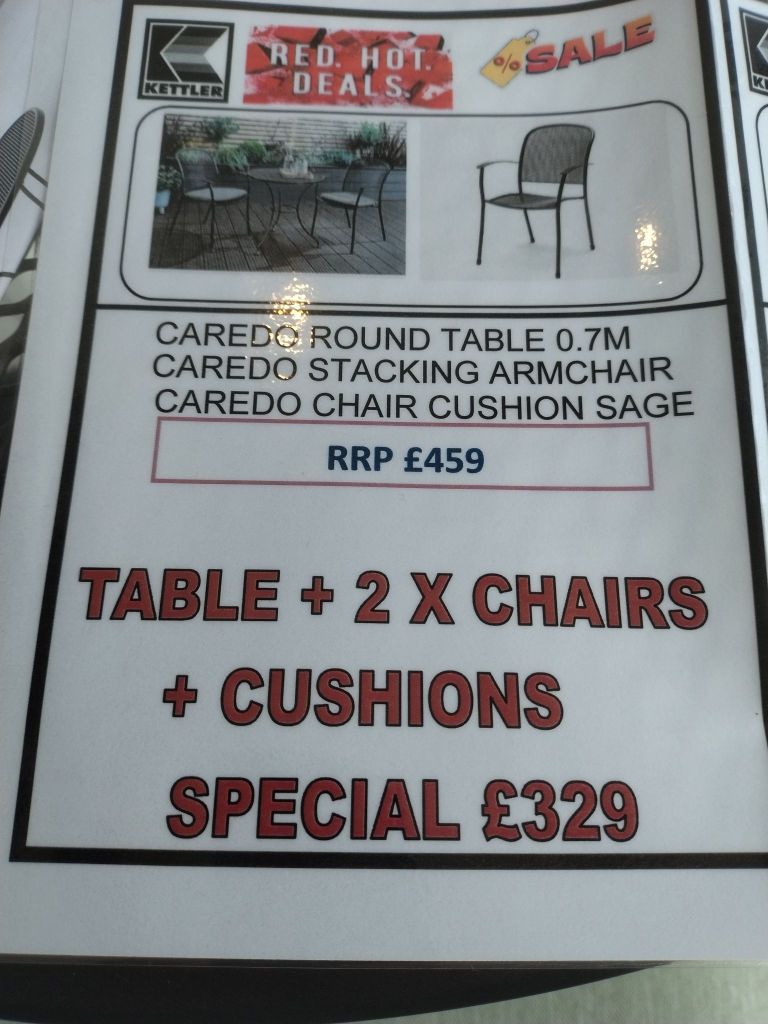 KETTLER
RED. HOT.
DEALS.
% SALE
CAREDO ROUND TABLE 0.7M
CAREDO STACKING ARMCHAIR
CAREDO CHAIR CUSHION SAGE
RRP £459
TABLE + 2 X CHAIRS
+ CUSHIONS
SPECIAL £329